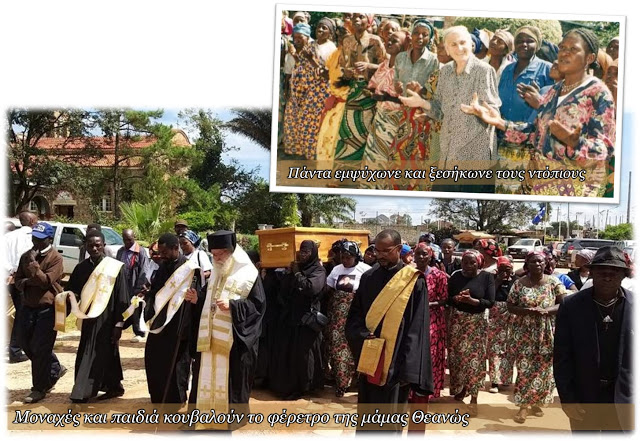 Πάντα εμψύχωνε και ξεσήκωνε τους ντόπιους
Μοναχές και παιδιά κουβαλούν το φέρετρο της μάμας Θεανώς